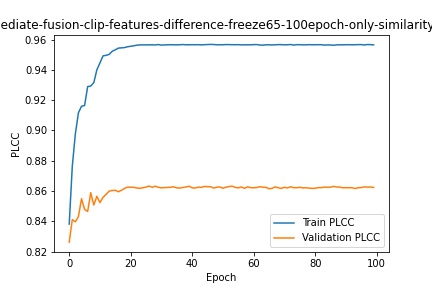 ediate-fusion-clip-features-difference-freeze65-100epoch-only-similarity
0.96
0.94
0.92
0.90
0.88
0.86
0.84
0.82
PLCC
Train PLCC
Validation PLCC
0 20 40 60 80 100
Epoch